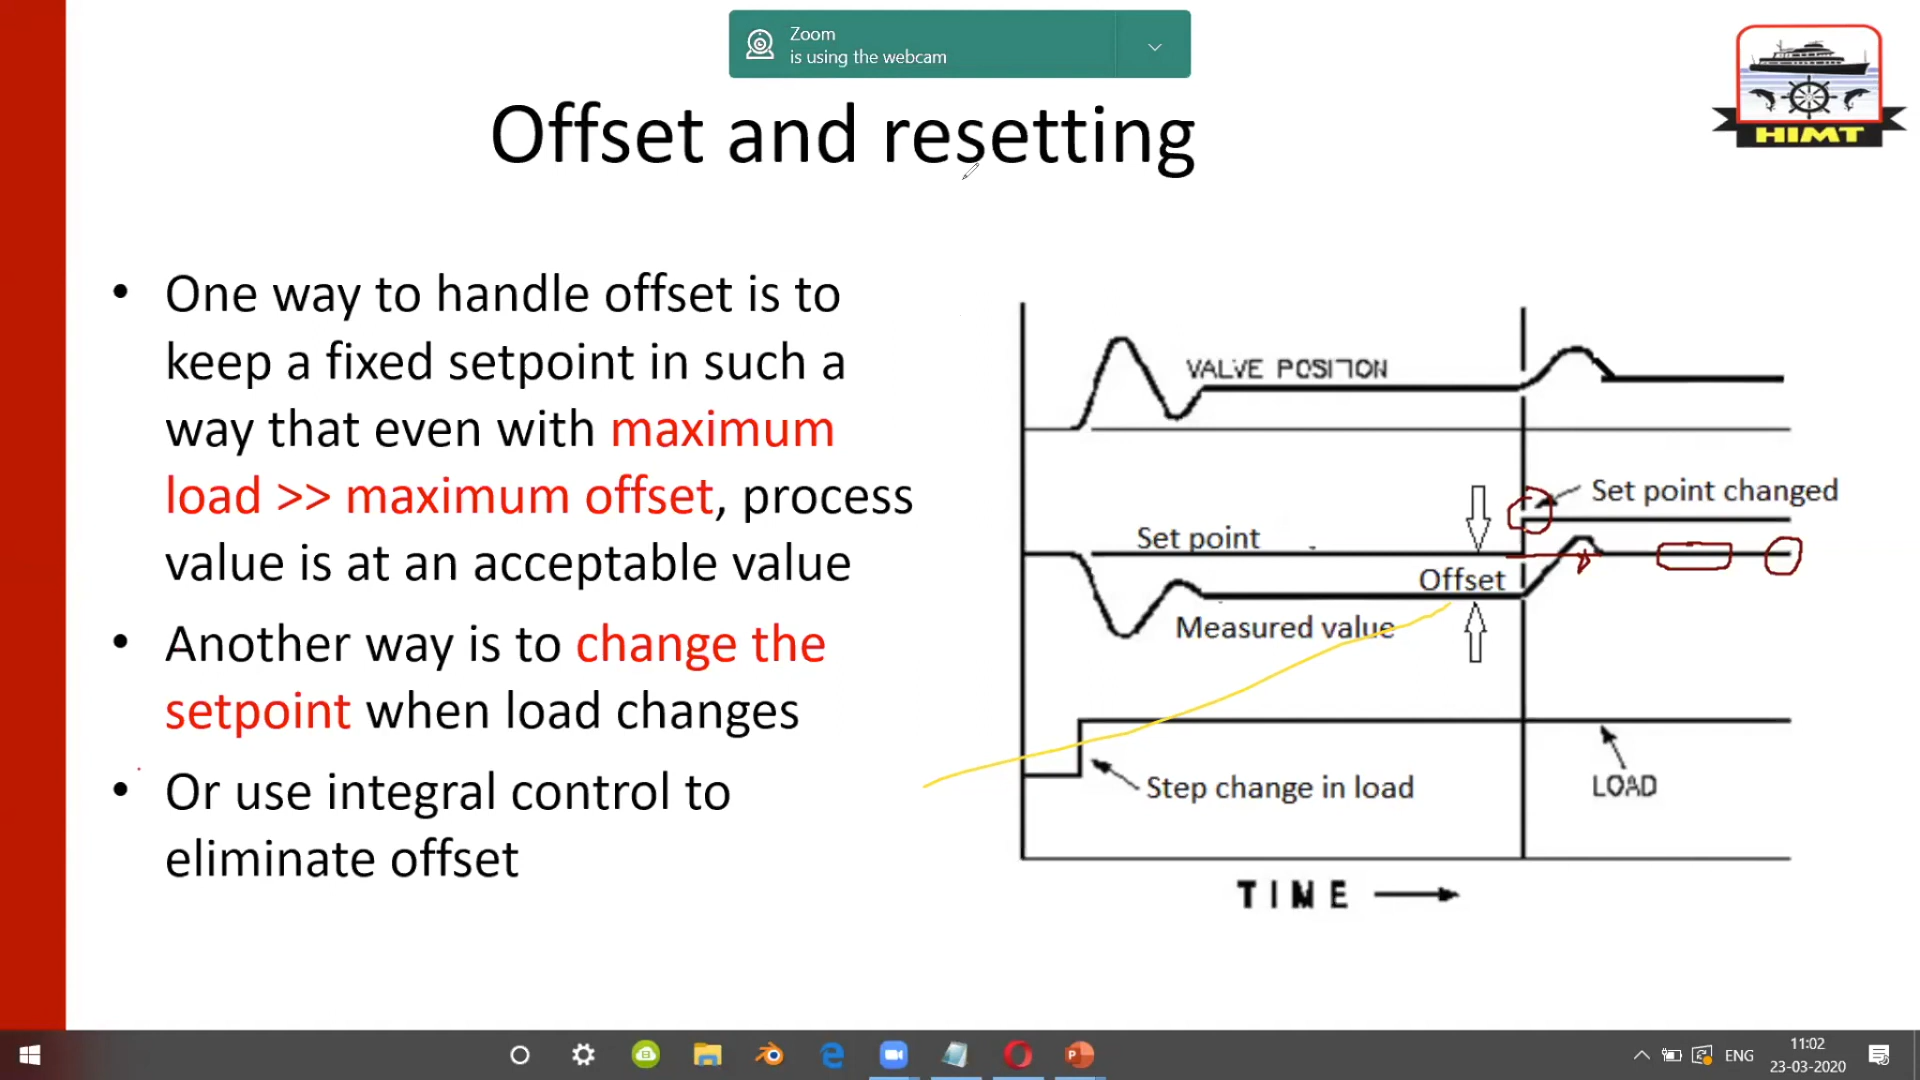 Zoom
is using the webcam
HIMT
Offset and resetting
• One way to handle offset is to
keep a fixed setpoint in such a
way that even with maximum
load >> maximum offset, process
value is at an acceptable value
• Another way is to change the
setpoint when load changes
• Or use integral control to
eliminate offset
VALVE POSITION
Set point changed
Set point
Offset
Measured value
Step change in load
LOAD
TIME
ENG
11:02
23-03-2020